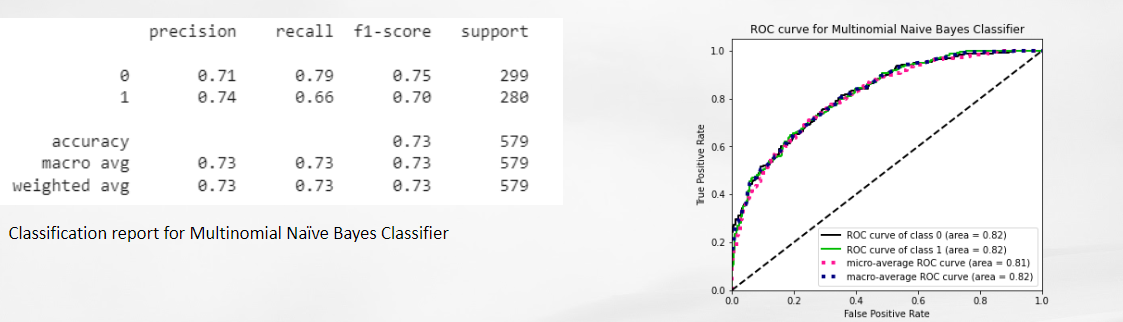 precision recall f1-score support
0 0.71 0.79 0.75 299
1 0.74 0.66 0.70 280
accuracy 0.73 579
macro avg 0.73 0.73 0.73 579
weighted avg 0.73 0.73 0.73 579
Classification report for Multinomial Naïve Bayes Classifier
ROC curve for Multinomial Naive Bayes Classifier
1.0
0.8
0.6
0.4
0.2
0.0
True Positive Rate
ROC curve of class 0 (area = 0.82)
ROC curve of class 1 (area = 0.82)
micro-average ROC curve (area = 0.81)
macro-average ROC curve (area = 0.82)
0.0 0.2 0.4 0.6 0.8 1.0
False Positive Rate